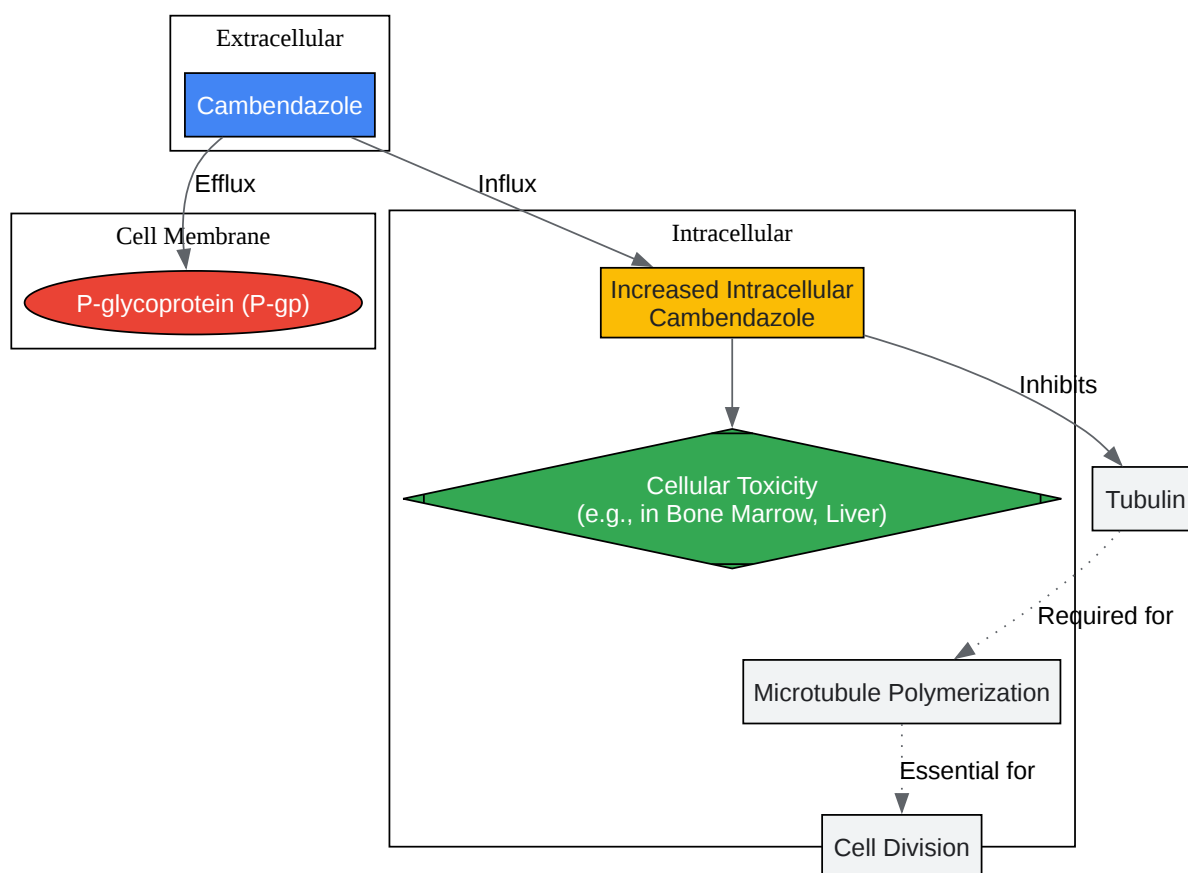 Extracellular
Cambendazole
Efflux
Influx
Cell Membrane
P-glycoprotein (P-gp)
Intracellular
Increased Intracellular
Cambendazole
Inhibits
Cellular Toxicity
(e.g., in Bone Marrow, Liver)
Tubulin
Required for
Microtubule Polymerization
Essential for
Cell Division